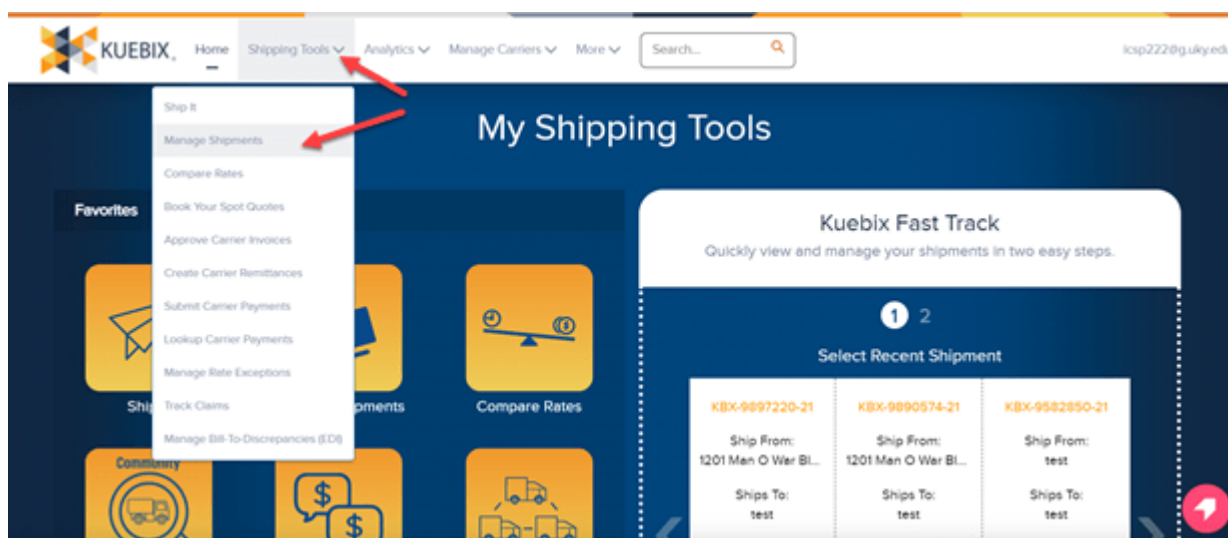 KUEBIX
Home Shipping Tools Analytics Manage Carriers More Search... icsp222@g.uky.edu
Ship It
Manage Shipments
Compare Rates
Book Your Spot Quotes
Approve Carrier Invoices
Create Carrier Remittances
Submit Carrier Payments
Lookup Carrier Payments
Manage Rate Exceptions
Track Claims
Manage Bill-To-Discrepancies (EDI)
My Shipping Tools
Favorites
Ship
pments
Compare Rates
Community
Kuebix Fast Track
Quickly view and manage your shipments in two easy steps.
1 2
Select Recent Shipment
KBX-9897220-21 KBX-9890574-21 KBX-9582850-21
Ship From: Ship From: Ship From:
1201 Man O War Bl... 1201 Man O War Bl... test
Ships To: Ships To: Ships To:
test test test